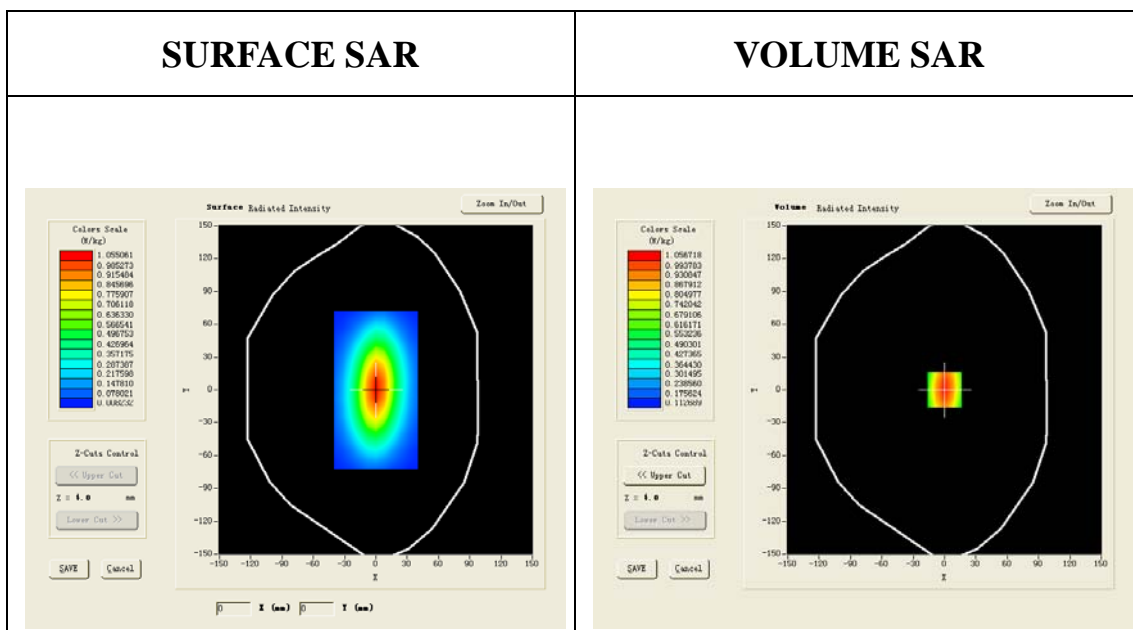 SURFACE SAR
VOLUME SAR
Surface Radiated Intensity
Zoom In/Out
Colors Scale
(W/kg)
1.055061
0.985273
0.915484
0.845696
0.775907
0.706118
0.636330
0.566541
0.496753
0.426964
0.357175
0.287387
0.217598
0.147810
0.078021
0.008232
150
90
60
30
0
-30
-60
-90
-120
-150
Y
-150 -120 -90 -60 -30 0 30 60 90 120 150
X
Z-Cuts Control
<< Upper Cut
Z = 4.0 mm
Lower Cut >>
SAVE Cancel
0 X (mm) 0 Y (mm)
Volume Radiated Intensity
Zoom In/Out
Colors Scale
(W/kg)
1.056718
0.993783
0.930847
0.867912
0.804977
0.742042
0.679106
0.616171
0.553236
0.490301
0.427365
0.364430
0.301495
0.238560
0.175624
0.112689
150
90
60
30
0
-30
-60
-90
-120
-150
Y
-150 -120 -90 -60 -30 0 30 60 90 120 150
X
Z-Cuts Control
<< Upper Cut
Z = 4.0 mm
Lower Cut >>
SAVE Cancel